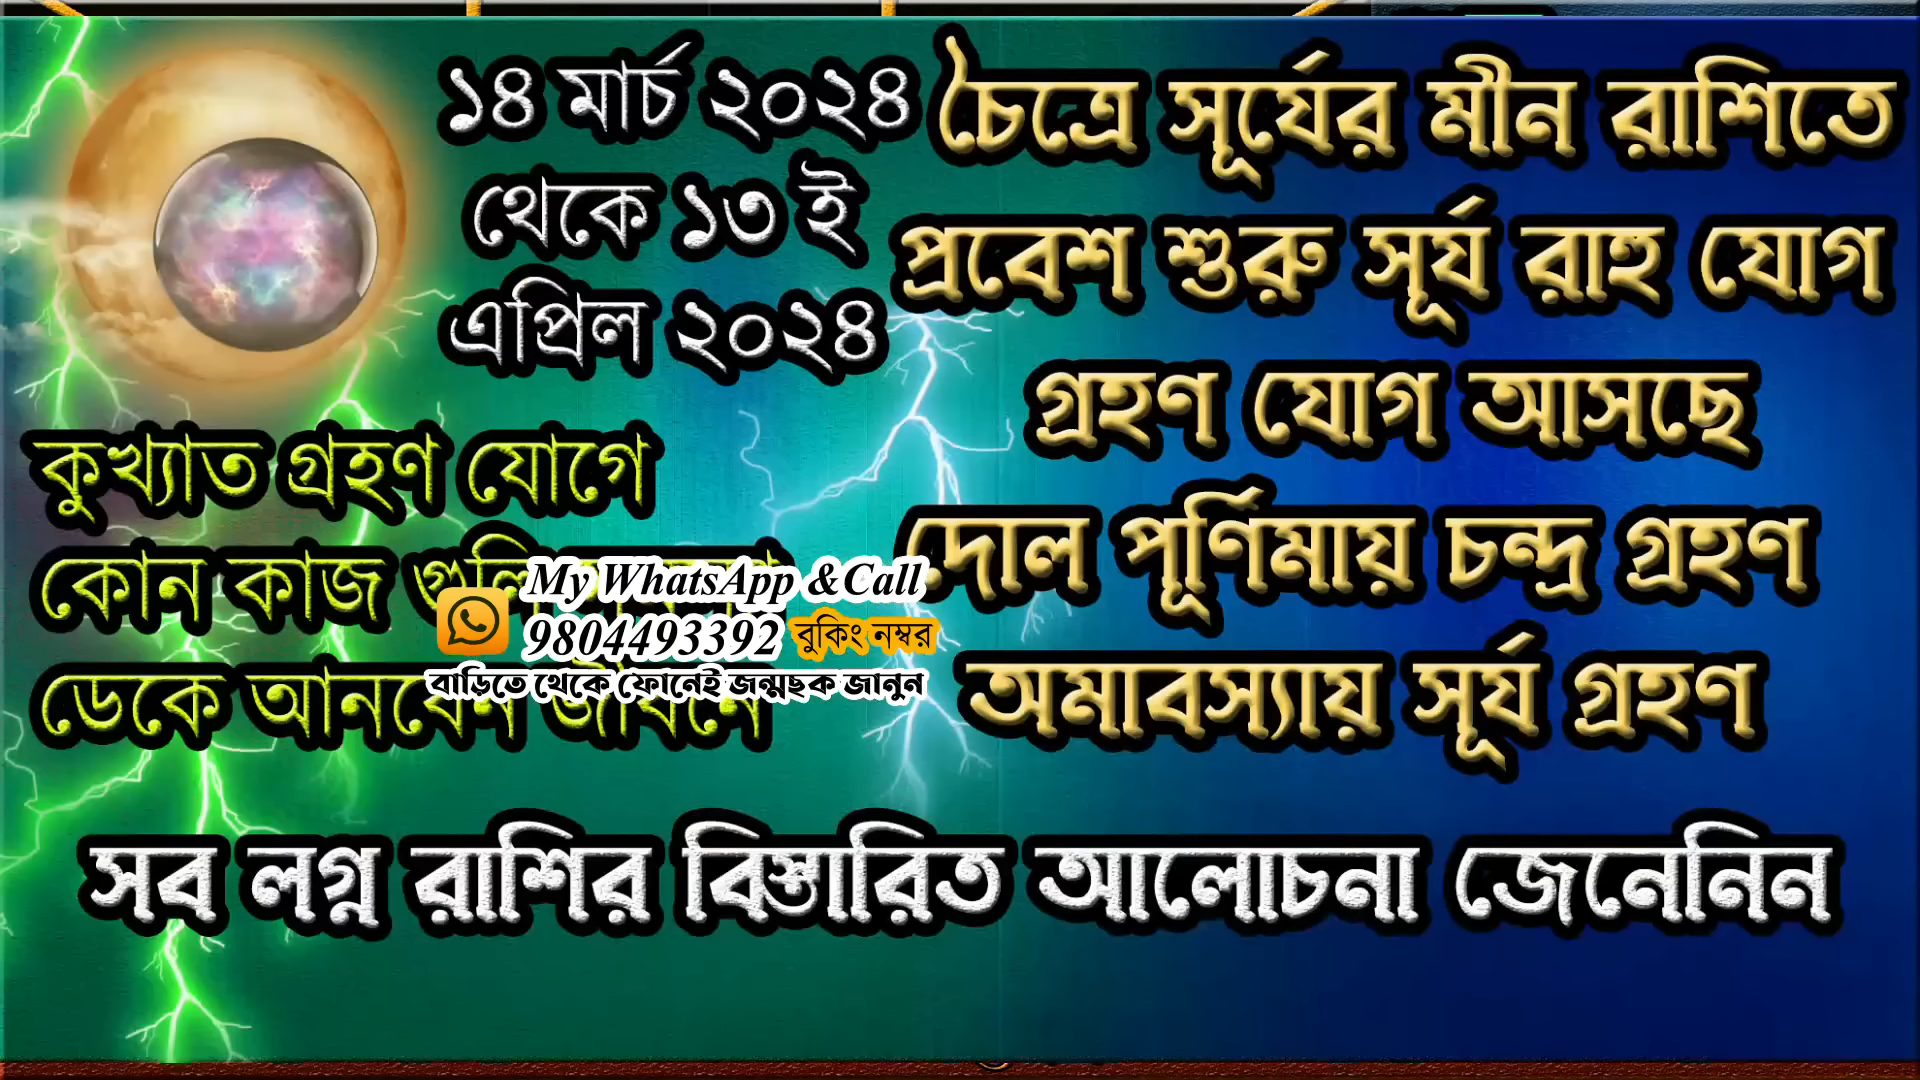 ১৪ মার্চ ২০২৪
থেকে ১৩ ই
এপ্রিল ২০২৪
চৈত্রে সূর্যের মীন রাশিতে
প্রবেশ শুরু সূর্য রাহু যোগ
গ্রহণ যোগ আসছে
দোল পূর্ণিমায় চন্দ্র গ্রহণ
অমাবস্যায় সূর্য গ্রহণ
কুখ্যাত গ্রহণ যোগে
কোন কাজ গুলি
ডেকে আনবেন জীবনে
My WhatsApp &Call
9804493392 বুকিং নম্বর
বাড়িতে থেকে ফোনেই জন্মছক জানুন
সব লগ্ন রাশির বিস্তারিত আলোচনা জেনেনিন